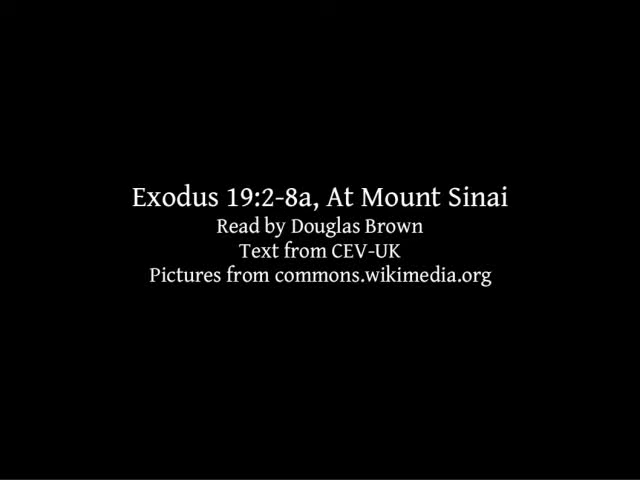 Exodus 19:2-8a, At Mount Sinai
Read by Douglas Brown
Text from CEV-UK
Pictures from commons.wikimedia.org